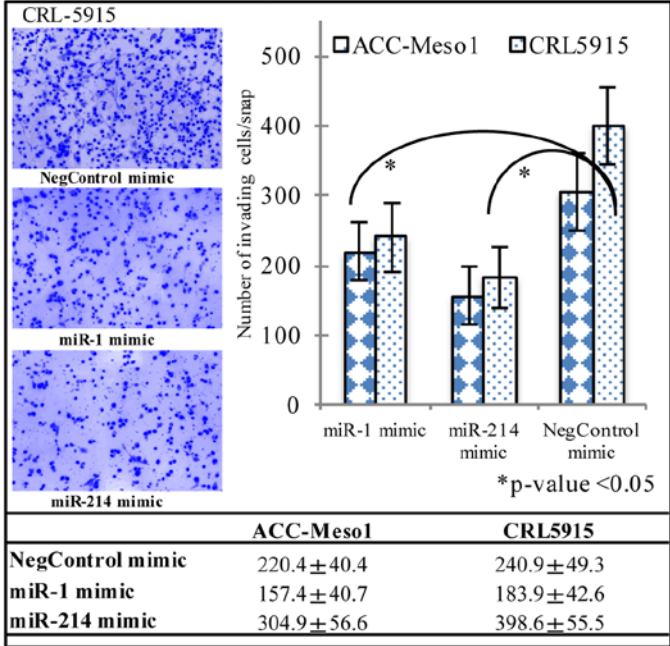 CRL-5915
NegControl mimic
miR-1 mimic
miR-214 mimic
ACC-Meso1
CRL5915
Number of invading cells/snap
500
400
300
200
100
0
*
*
miR-1 mimic
miR-214
mimic
NegControl
mimic
*p-value <0.05
ACC-Meso1 CRL5915
NegControl mimic 220.4±40.4 240.9±49.3
miR-1 mimic 157.4±40.7 183.9±42.6
miR-214 mimic 304.9±56.6 398.6±55.5